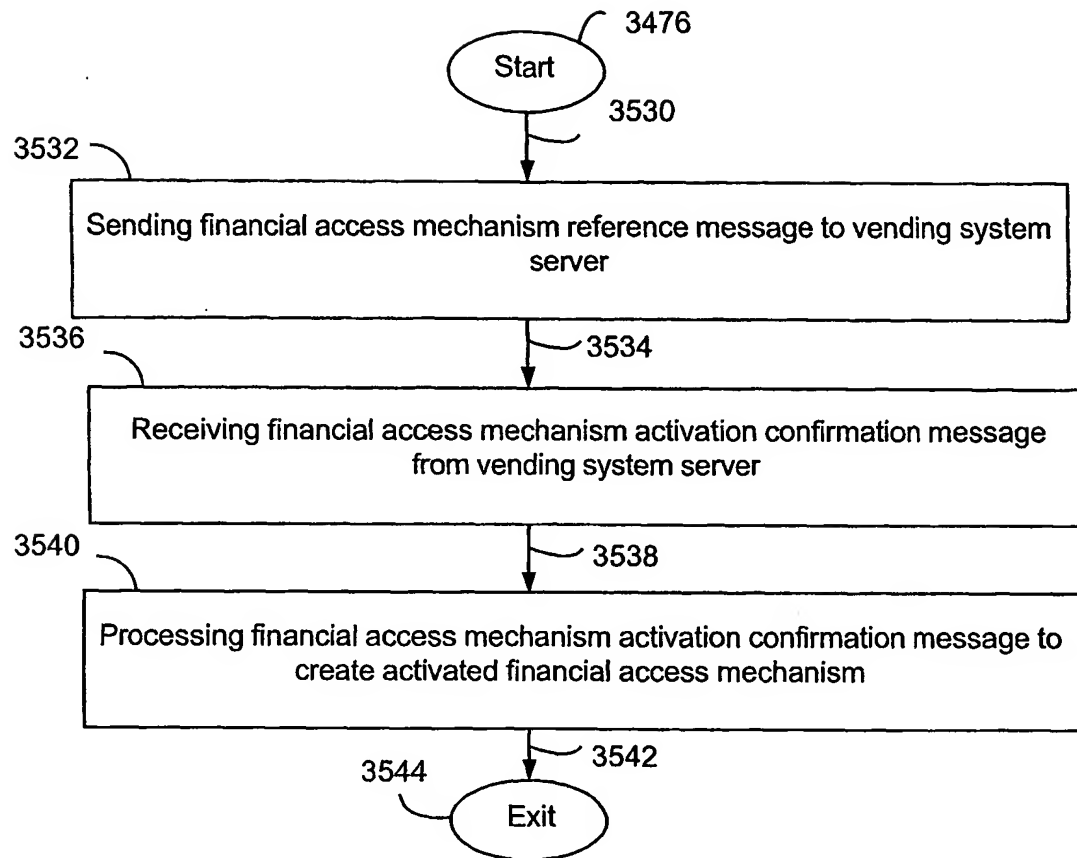 3476
Start
3530
3532
Sending financial access mechanism reference message to vending system
server
3534
3536
Receiving financial access mechanism activation confirmation message
from vending system server
3538
3540
Processing financial access mechanism activation confirmation message to
create activated financial access mechanism
3542
3544
Exit